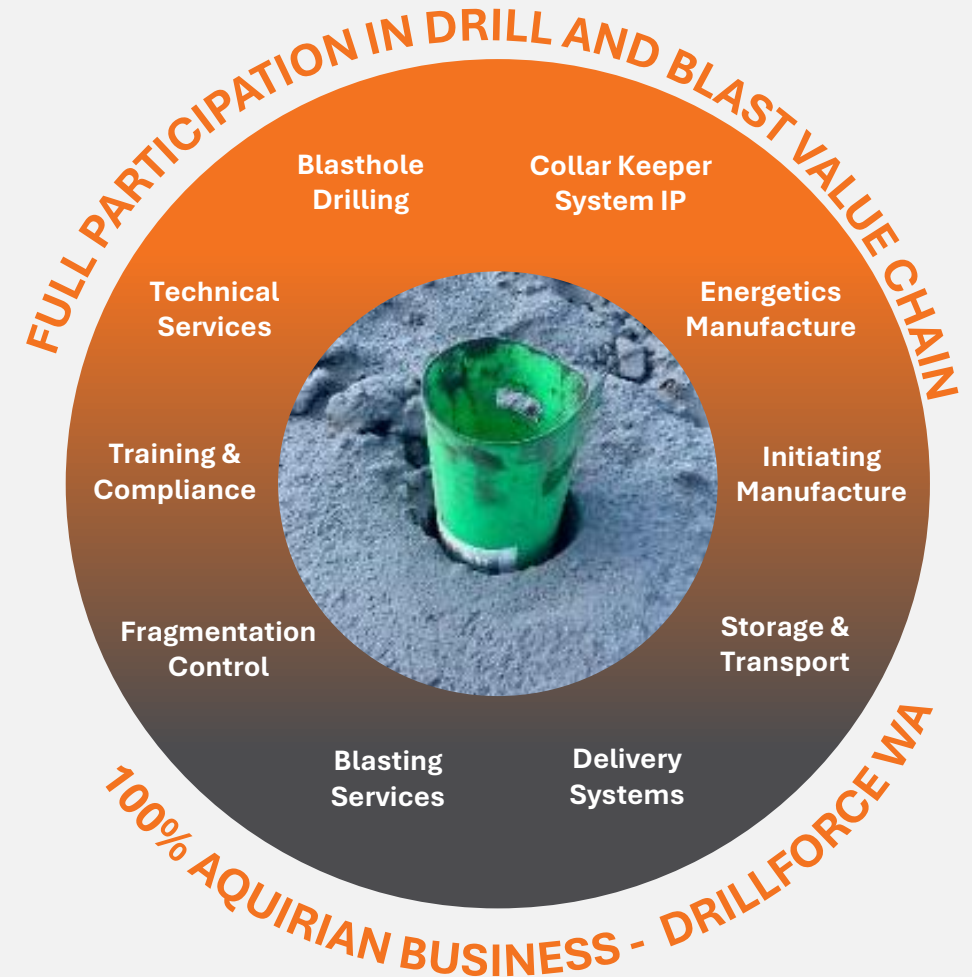 FULL PARTICIPATION IN DRILL AND BLAST VALUE CHAIN
Blasthole
Drilling
Collar Keeper
System IP
Technical
Services
Energetics
Manufacture
Training &
Compliance
Initiating
Manufacture
Fragmentation
Control
Storage &
Transport
Blasting
Services
Delivery
Systems
100% AQUIRIAN BUSINESS - DRILLFORCE WA